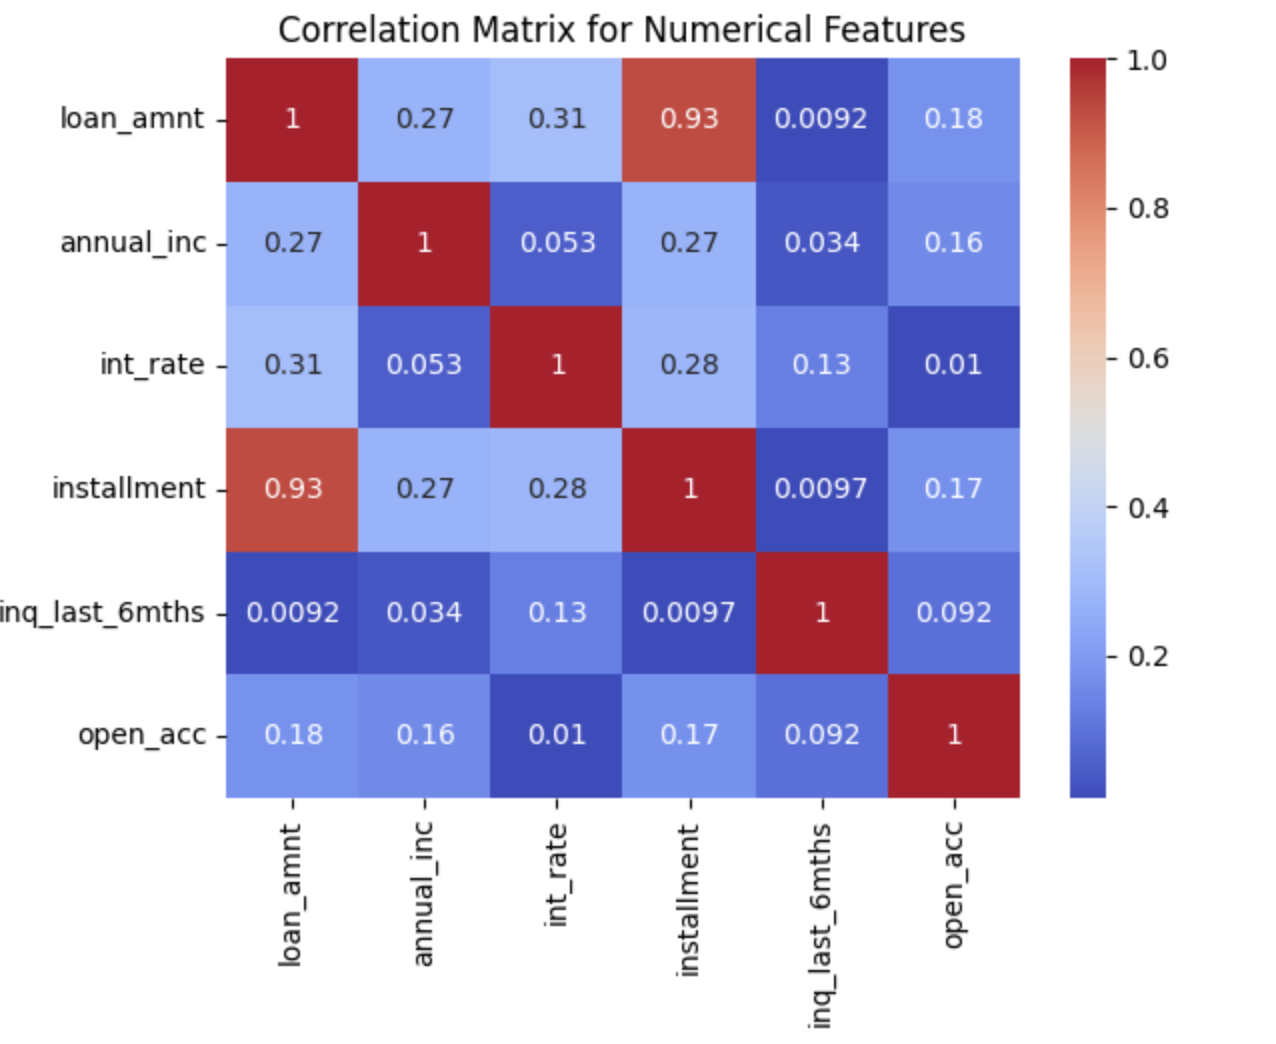 Correlation Matrix for Numerical Features
loan_amnt 1 0.27 0.31 0.93 0.0092 0.18
annual_inc 0.27 1 0.053 0.27 0.034 0.16
int_rate 0.31 0.053 1 0.28 0.13 0.01
installment 0.93 0.27 0.28 1 0.0097 0.17
inq_last_6mths 0.0092 0.034 0.13 0.0097 1 0.092
open_acc 0.18 0.16 0.01 0.17 0.092 1
loan_amnt annual_inc int_rate installment inq_last_6mths open_acc
1.0
0.8
0.6
0.4
0.2